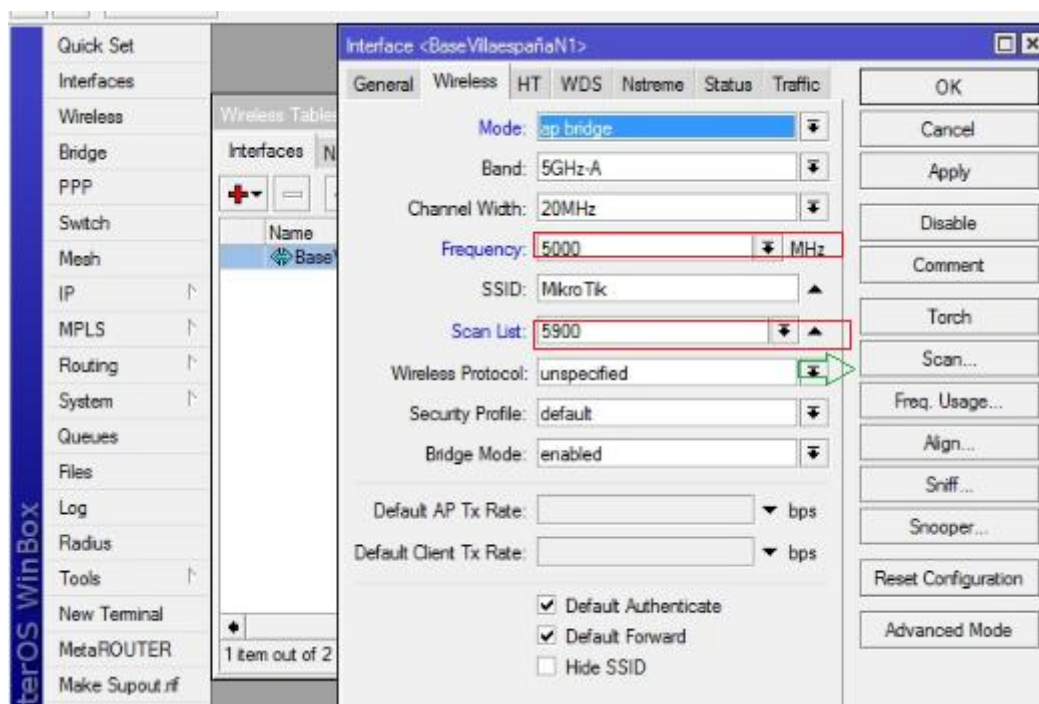 Quick Set
Interfaces
Wireless
Bridge
PPP
Switch
Mesh
IP
MPLS
Routing
System
Queues
Files
Log
Radius
Tools
New Terminal
MetaROUTER
Make Supout.rif
terOS WinBox
Wireless Tables
Interfaces N
Name
Base
1 item out of 2
Interface <BaseVillaespañaN1>
General Wireless HT WDS Nstreme Status Traffic
Mode: ap bridge
Band: 5GHz-A
Channel Width: 20MHz
Frequency: 5000 MHz
SSID: MikroTik
Scan List: 5900
Wireless Protocol: unspecified
Security Profile: default
Bridge Mode: enabled
Default AP Tx Rate: bps
Default Client Tx Rate: bps
Default Authenticate
Default Forward
Hide SSID
OK
Cancel
Apply
Disable
Comment
Torch
Scan...
Freq. Usage...
Align...
Sniff...
Snooper...
Reset Configuration
Advanced Mode